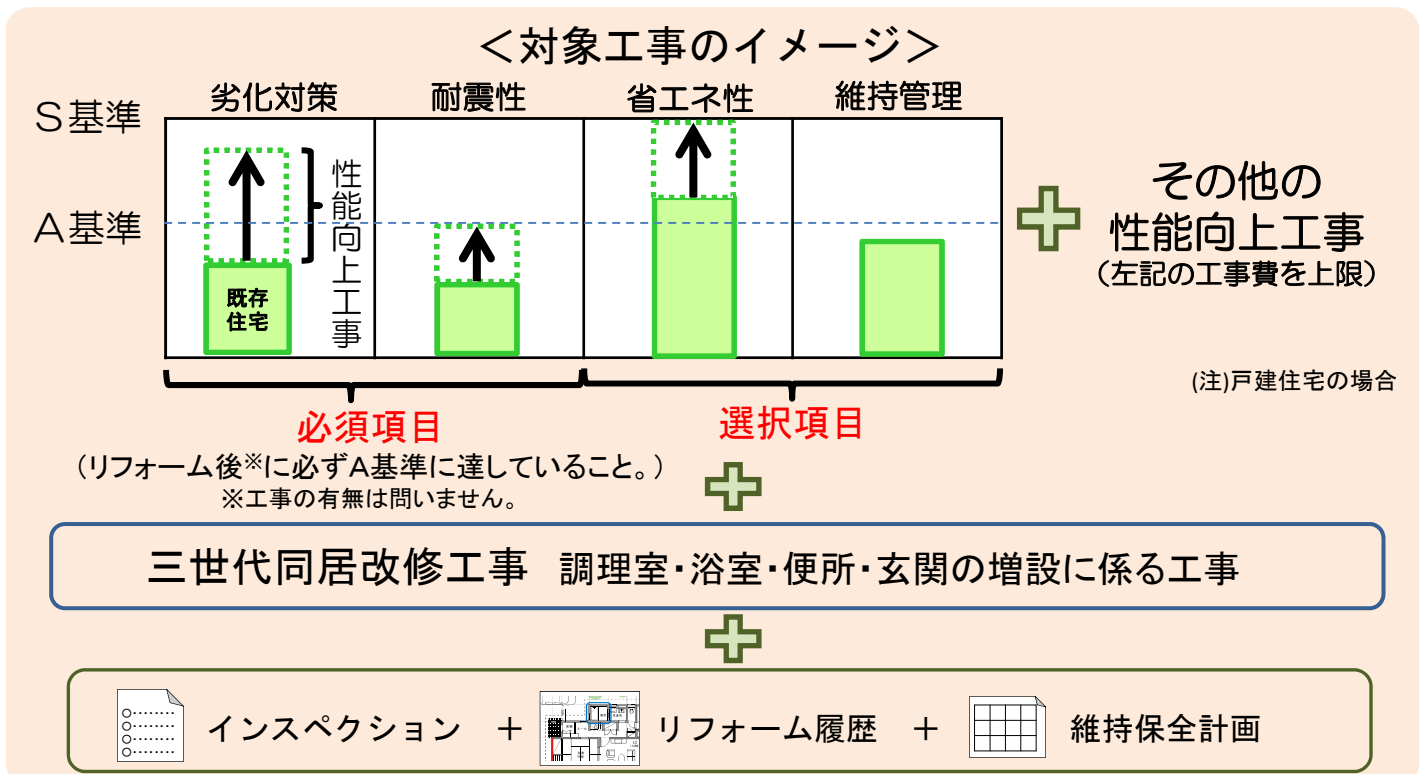 ＜対象工事のイメージ＞
劣化対策
耐震性
省エネ性
維持管理
Ｓ基準
Ａ基準
性能向上工事
既存
住宅
その他の
性能向上工事
（左記の工事費を上限）
(注)戸建住宅の場合
必須項目
選択項目
（リフォーム後※に必ずＡ基準に達していること。）
※工事の有無は問いません。
三世代同居改修工事　調理室・浴室・便所・玄関の増設に係る工事
インスペクション　＋　リフォーム履歴　＋　維持保全計画